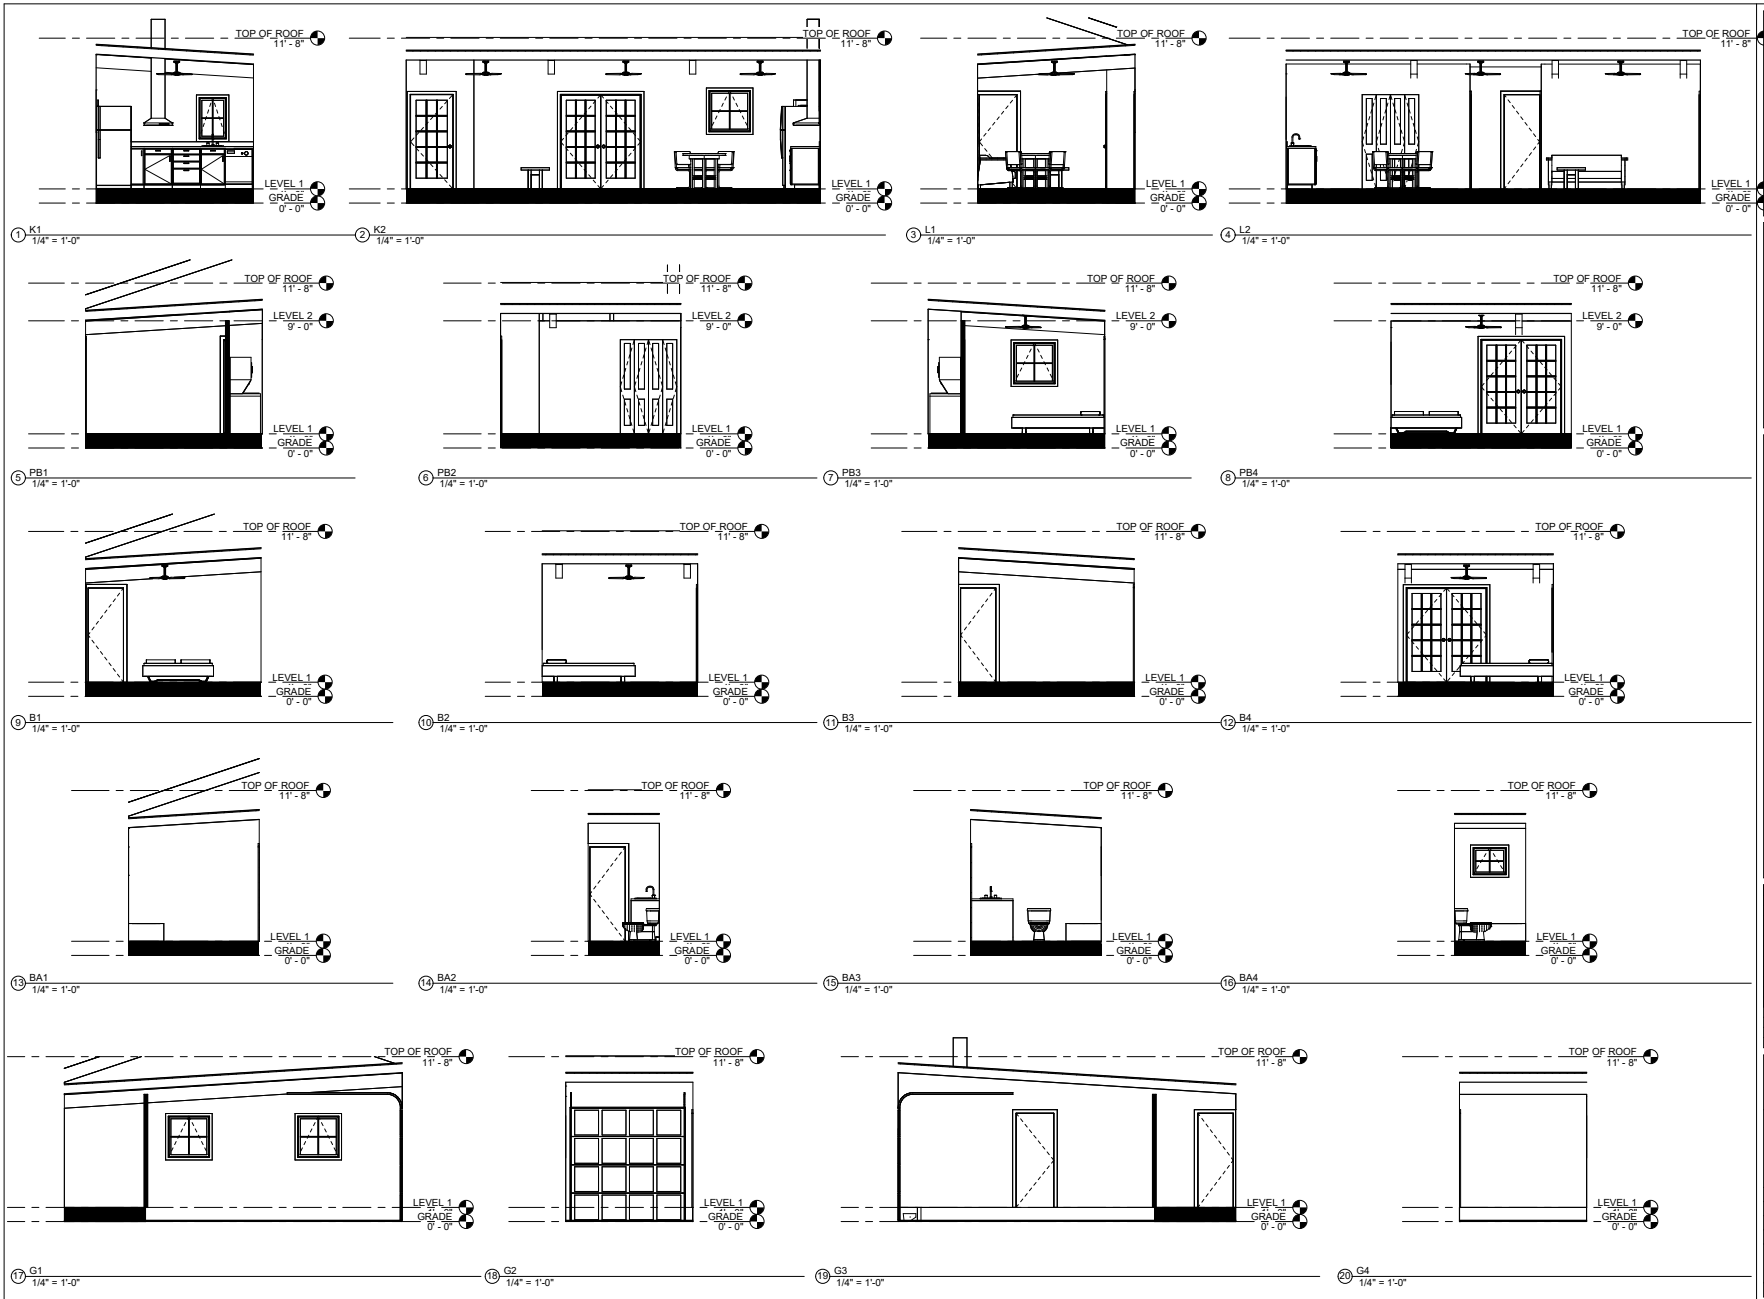 TOP OF ROOF
11' - 8"
LEVEL 1
GRADE
0' - 0"
1 K1
1/4" = 1'-0"
TOP OF ROOF
11' - 8"
LEVEL 1
GRADE
0' - 0"
2 K2
1/4" = 1'-0"
TOP OF ROOF
11' - 8"
LEVEL 1
GRADE
0' - 0"
3 L1
1/4" = 1'-0"
TOP OF ROOF
11' - 8"
LEVEL 1
GRADE
0' - 0"
4 L2
1/4" = 1'-0"
TOP OF ROOF
11' - 8"
LEVEL 2
9' - 0"
LEVEL 1
GRADE
0' - 0"
5 PB1
1/4" = 1'-0"
TOP OF ROOF
11' - 8"
LEVEL 2
9' - 0"
LEVEL 1
GRADE
0' - 0"
6 PB2
1/4" = 1'-0"
TOP OF ROOF
11' - 8"
LEVEL 2
9' - 0"
LEVEL 1
GRADE
0' - 0"
7 PB3
1/4" = 1'-0"
TOP OF ROOF
11' - 8"
LEVEL 2
9' - 0"
LEVEL 1
GRADE
0' - 0"
8 PB4
1/4" = 1'-0"
TOP OF ROOF
11' - 8"
LEVEL 1
GRADE
0' - 0"
9 B1
1/4" = 1'-0"
TOP OF ROOF
11' - 8"
LEVEL 1
GRADE
0' - 0"
10 B2
1/4" = 1'-0"
TOP OF ROOF
11' - 8"
LEVEL 1
GRADE
0' - 0"
11 B3
1/4" = 1'-0"
TOP OF ROOF
11' - 8"
LEVEL 1
GRADE
0' - 0"
12 B4
1/4" = 1'-0"
TOP OF ROOF
11' - 8"
LEVEL 1
GRADE
0' - 0"
13 BA1
1/4" = 1'-0"
TOP OF ROOF
11' - 8"
LEVEL 1
GRADE
0' - 0"
14 BA2
1/4" = 1'-0"
TOP OF ROOF
11' - 8"
LEVEL 1
GRADE
0' - 0"
15 BA3
1/4" = 1'-0"
TOP OF ROOF
11' - 8"
LEVEL 1
GRADE
0' - 0"
16 BA4
1/4" = 1'-0"
TOP OF ROOF
11' - 8"
LEVEL 1
GRADE
0' - 0"
17 G1
1/4" = 1'-0"
TOP OF ROOF
11' - 8"
LEVEL 1
GRADE
0' - 0"
18 G2
1/4" = 1'-0"
TOP OF ROOF
11' - 8"
LEVEL 1
GRADE
0' - 0"
19 G3
1/4" = 1'-0"
TOP OF ROOF
11' - 8"
LEVEL 1
GRADE
0' - 0"
20 G4
1/4" = 1'-0"